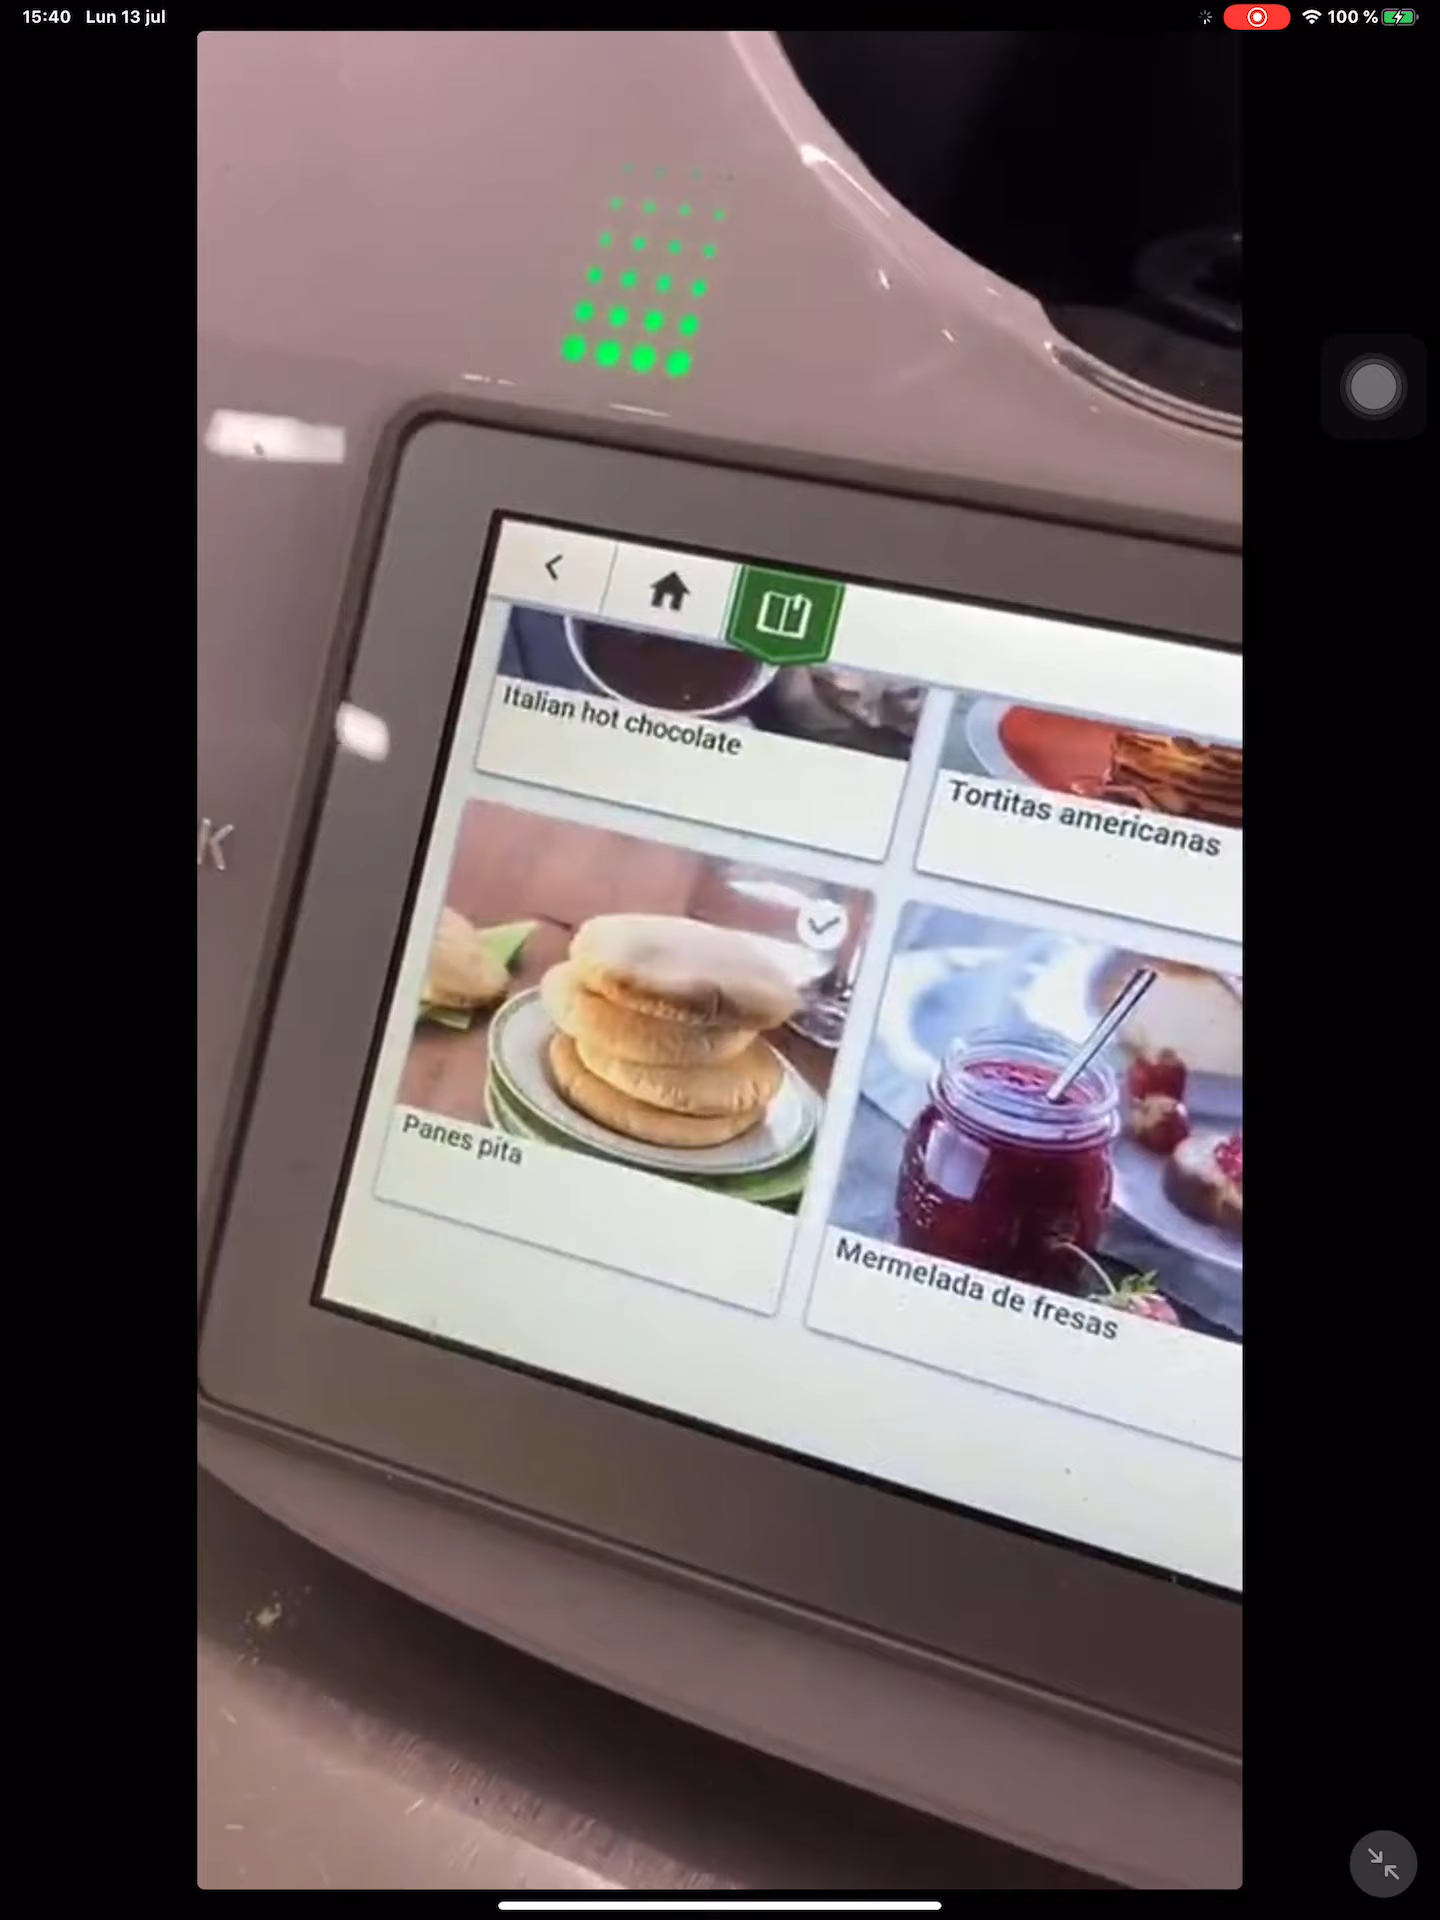 15:40 Lun 13 jul
100 %
Italian hot chocolate
Tortitas americanas
K
Panes pita
Mermelada de fresas